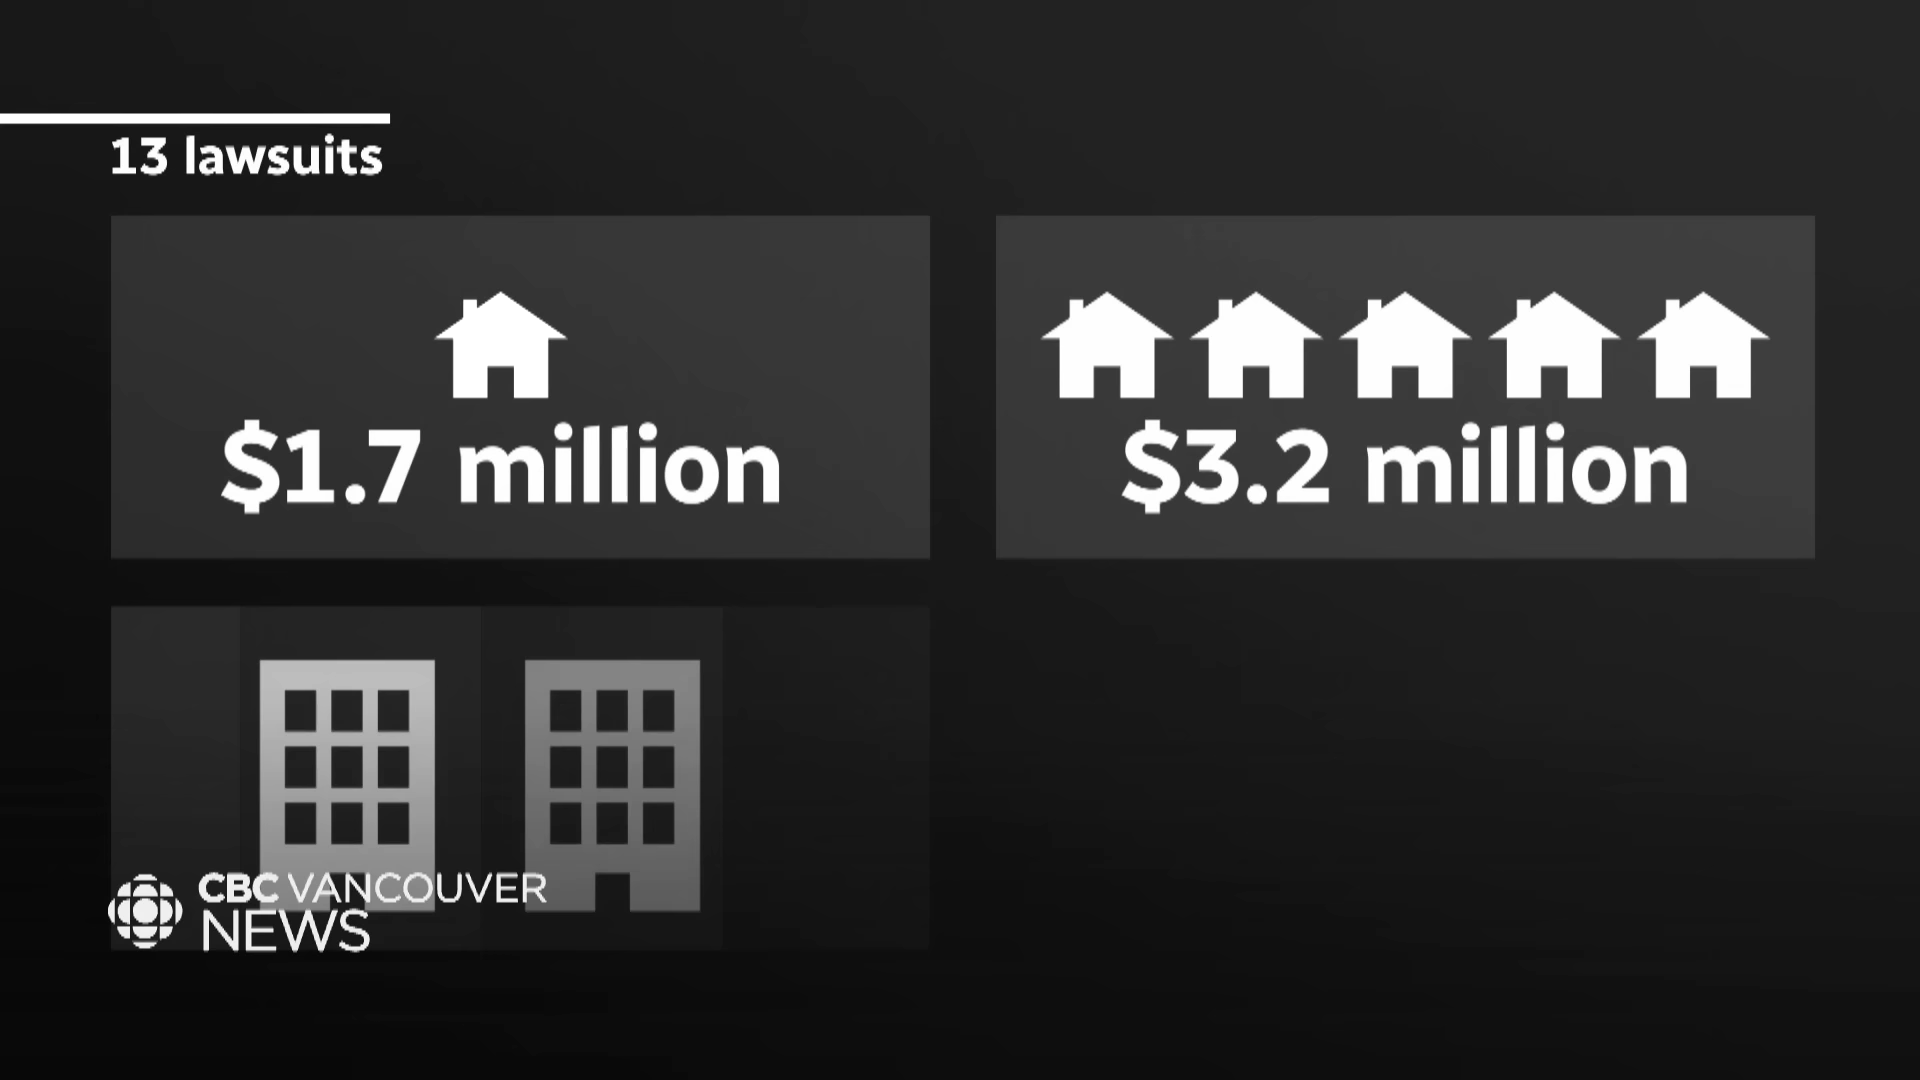 13 lawsuits
$1.7 million
$3.2 million
CBC VANCOUVER
NEWS